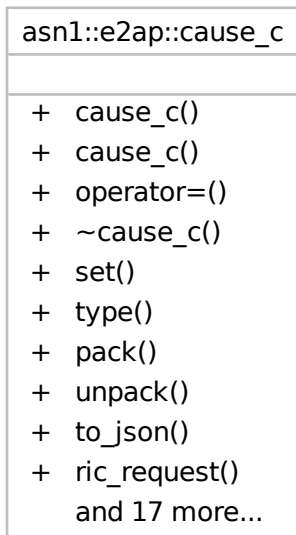 asn1::e2ap::cause_c
+ cause_c()
+ cause_c()
+ operator=()
+ ~cause_c()
+ set()
+ type()
+ pack()
+ unpack()
+ to_json()
+ ric_request()
and 17 more...